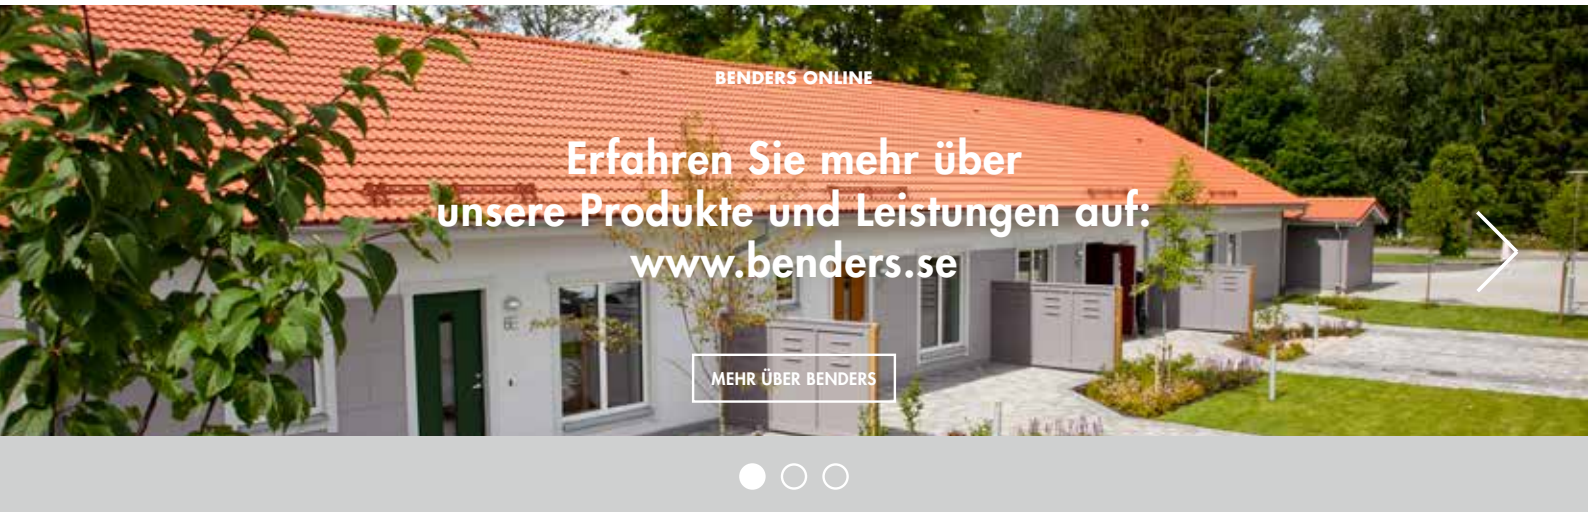 BENDERS ONLINE
Erfahren Sie mehr über
unsere Produkte und Leistungen auf:
www.benders.se
MEHR ÜBER BENDERS